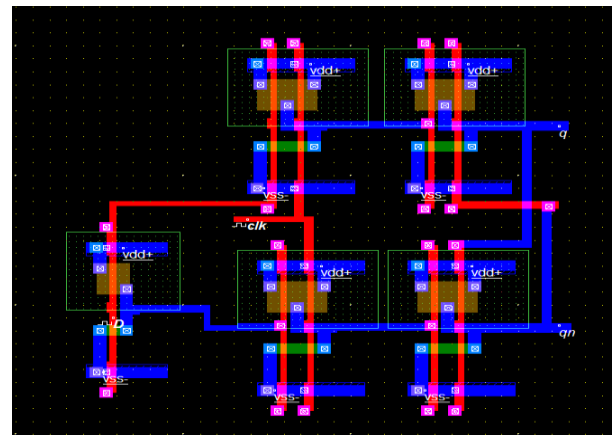 vdd+
vdd+
q
vss-
vss-
clk
vdd+
vdd+
vdd+
D
qn
vss-
vss-
vss-